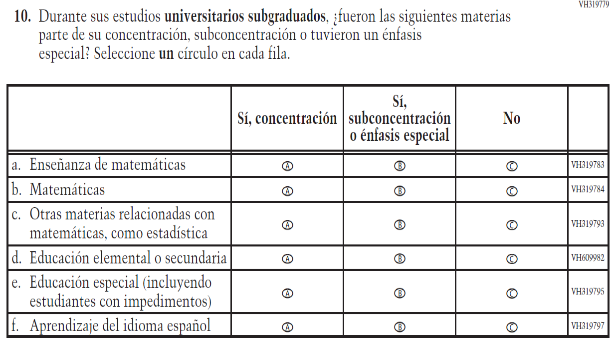 VH319779
10. Durante sus estudios universitarios subgraduados, ¿fueron las siguientes materias
parte de su concentración, subconcentración o tuvieron un énfasis
especial? Seleccione un círculo en cada fila.
Sí, concentración
Sí,
subconcentración
o énfasis especial
No
a. Enseñanza de matemáticas A B C VH319783
b. Matemáticas A B C VH319784
c. Otras materias relacionadas con
matemáticas, como estadística A B C VH319793
d. Educación elemental o secundaria A B C VH609982
e. Educación especial (incluyendo
estudiantes con impedimentos) A B C VH319795
f. Aprendizaje del idioma español A B C VH319797